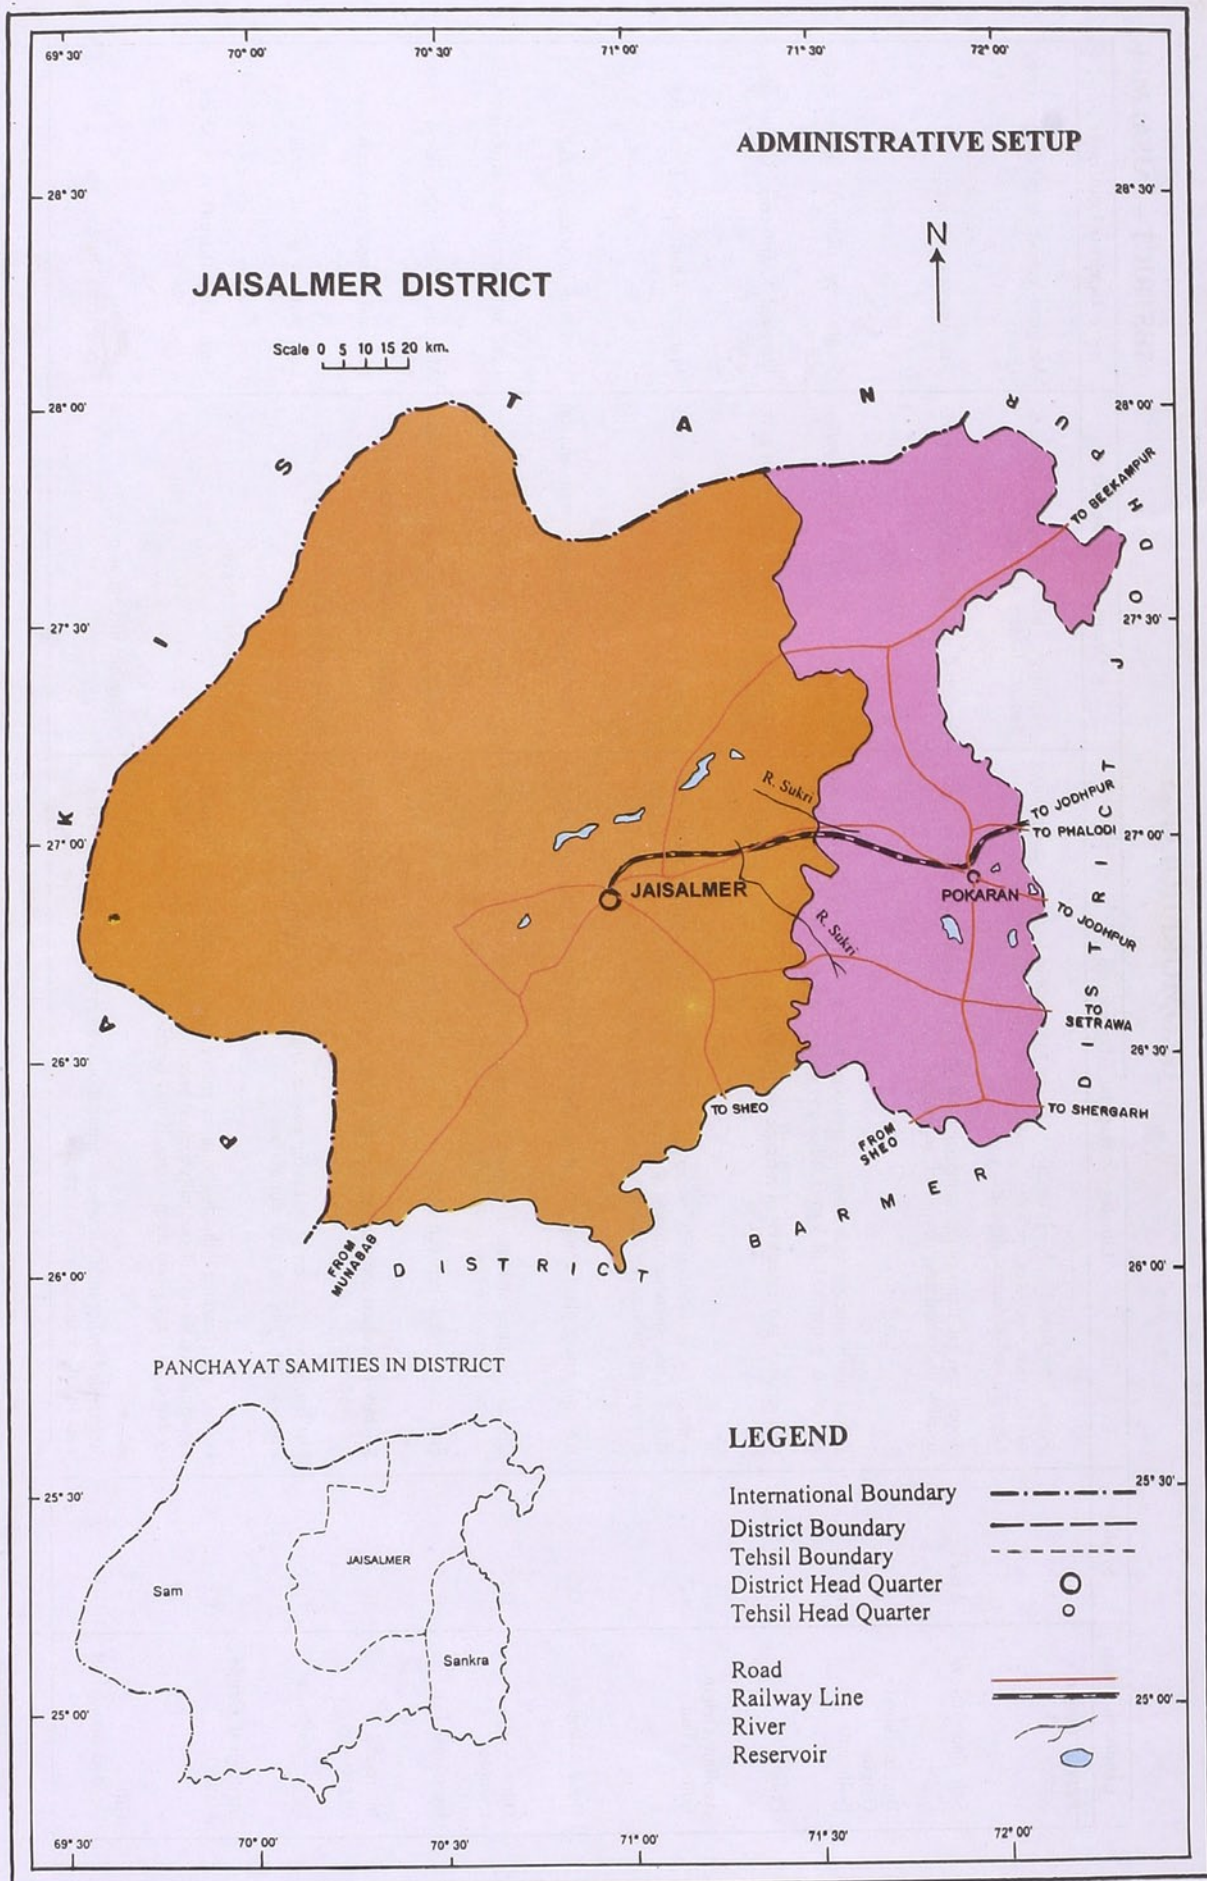 69° 30'
70° 00'
70° 30'
71° 00'
71° 30'
72° 00'
ADMINISTRATIVE SETUP
28° 30'
28° 30'
N
JAISALMER DISTRICT
Scale 0 5 10 15 20 km.
28° 00'
28° 00'
PAKISTAN
JODHPUR
DISTRICT
TO BEEKAMPUR
27° 30'
27° 30'
R. Sukri
TO JODHPUR
TO PHALODI
27° 00'
27° 00'
JAISALMER
POKARAN
TO JODHPUR
R. Sukri
TO
SETRAWA
26° 30'
26° 30'
TO SHEO
TO SHERGARH
FROM
SHEO
BARMER
DISTRICT
FROM
MUNABAB
26° 00'
26° 00'
PANCHAYAT SAMITIES IN DISTRICT
JAISALMER
Sam
Sankra
25° 30'
25° 30'
25° 00'
25° 00'
LEGEND
International Boundary
District Boundary
Tehsil Boundary
District Head Quarter
Tehsil Head Quarter
Road
Railway Line
River
Reservoir
69° 30'
70° 00'
70° 30'
71° 00'
71° 30'
72° 00'